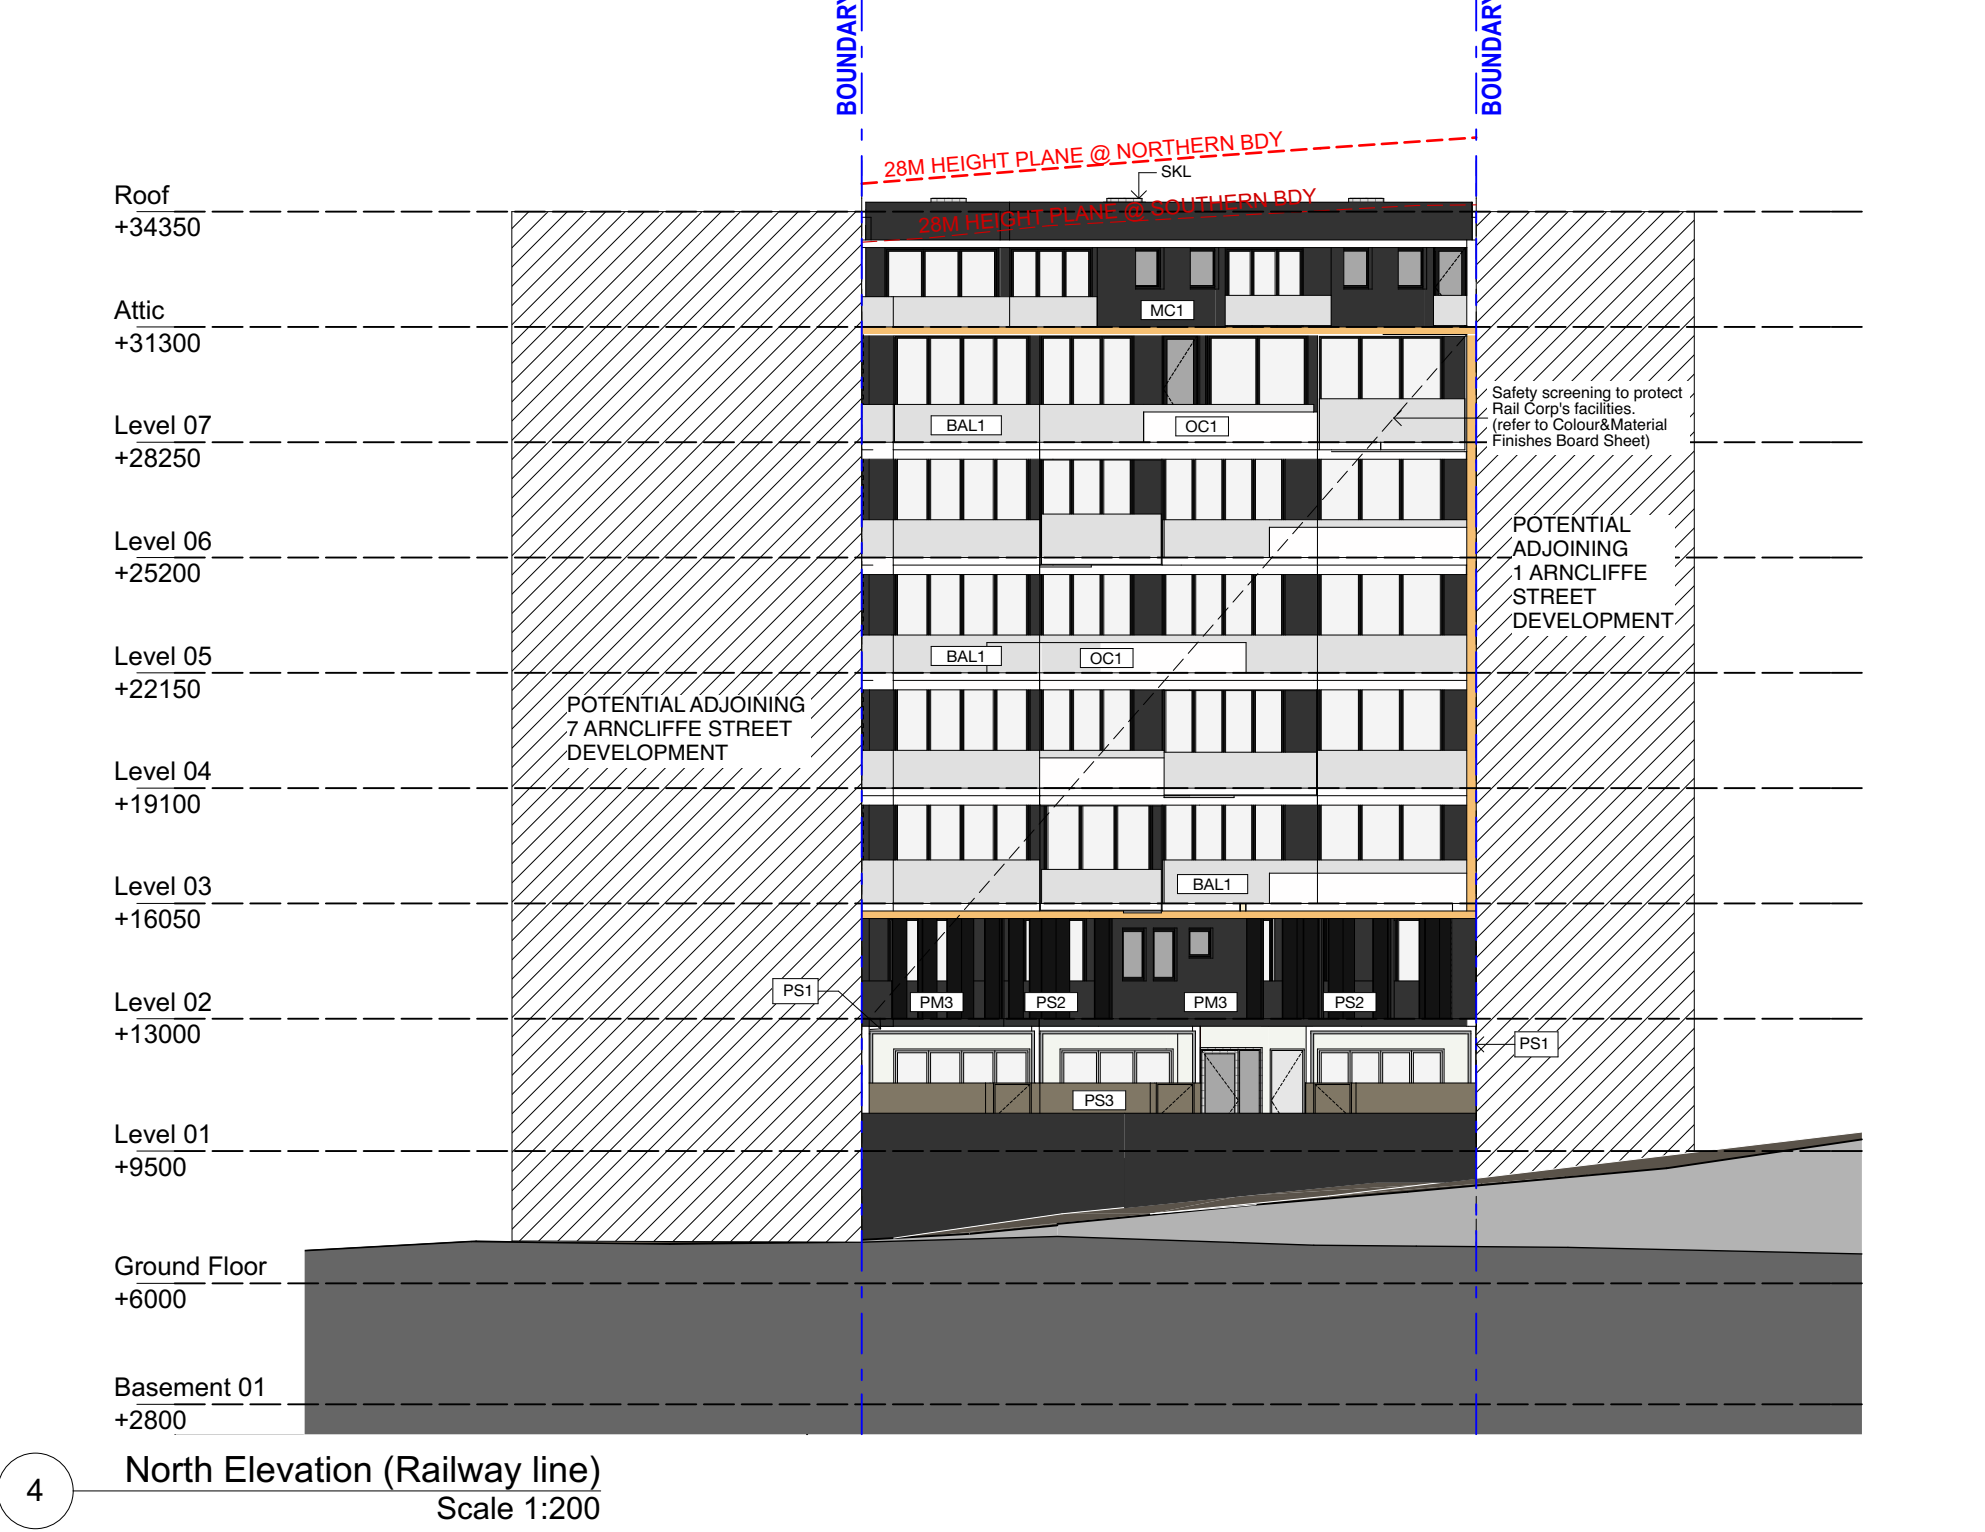 BOUNDARY
BOUNDARY
28M HEIGHT PLANE @ NORTHERN BDY
SKL
28M HEIGHT PLANE @ SOUTHERN BDY
Roof
+34350
MC1
Attic
+31300
Safety screening to protect
Rail Corp's facilities.
(refer to Colour&Material
Finishes Board Sheet)
Level 07
+28250
BAL1
OC1
POTENTIAL
ADJOINING
1 ARNCLIFFE
STREET
DEVELOPMENT
Level 06
+25200
Level 05
+22150
BAL1
OC1
POTENTIAL ADJOINING
7 ARNCLIFFE STREET
DEVELOPMENT
Level 04
+19100
Level 03
+16050
BAL1
PS1
Level 02
+13000
PM3
PS2
PM3
PS2
PS1
PS3
Level 01
+9500
Ground Floor
+6000
Basement 01
+2800
4
North Elevation (Railway line)
Scale 1:200